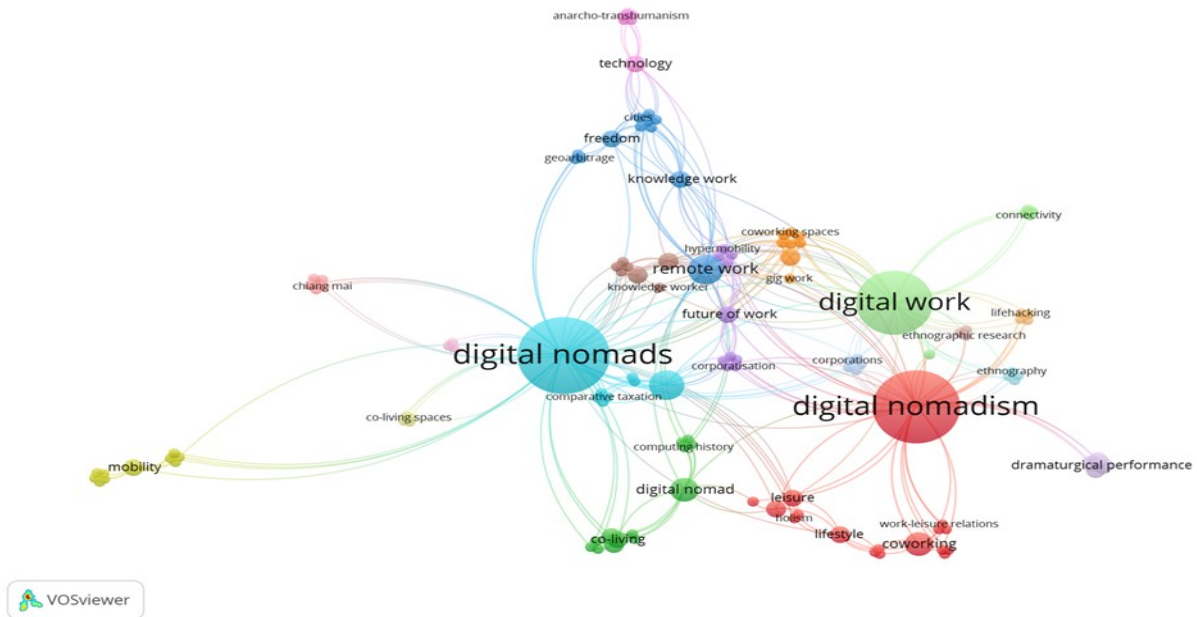 anarcho-transhumanism
technology
cities
freedom
geoarbitrage
knowledge work
connectivity
coworking spaces
hypermobility
remote work
gig work
chiang mai
knowledge worker
digital work
future of work
lifehacking
ethnographic research
digital nomads
corporations
corporatisation
ethnography
comparative taxation
digital nomadism
co-living spaces
computing history
mobility
dramaturgical performance
digital nomad
leisure
holism
work-leisure relations
lifestyle
co-living
coworking
VOSviewer